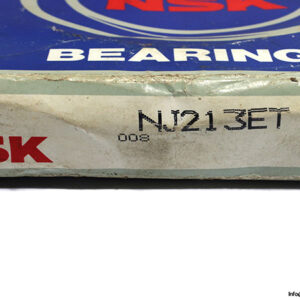 NSK
BEARING
NJ213ET
008
SK